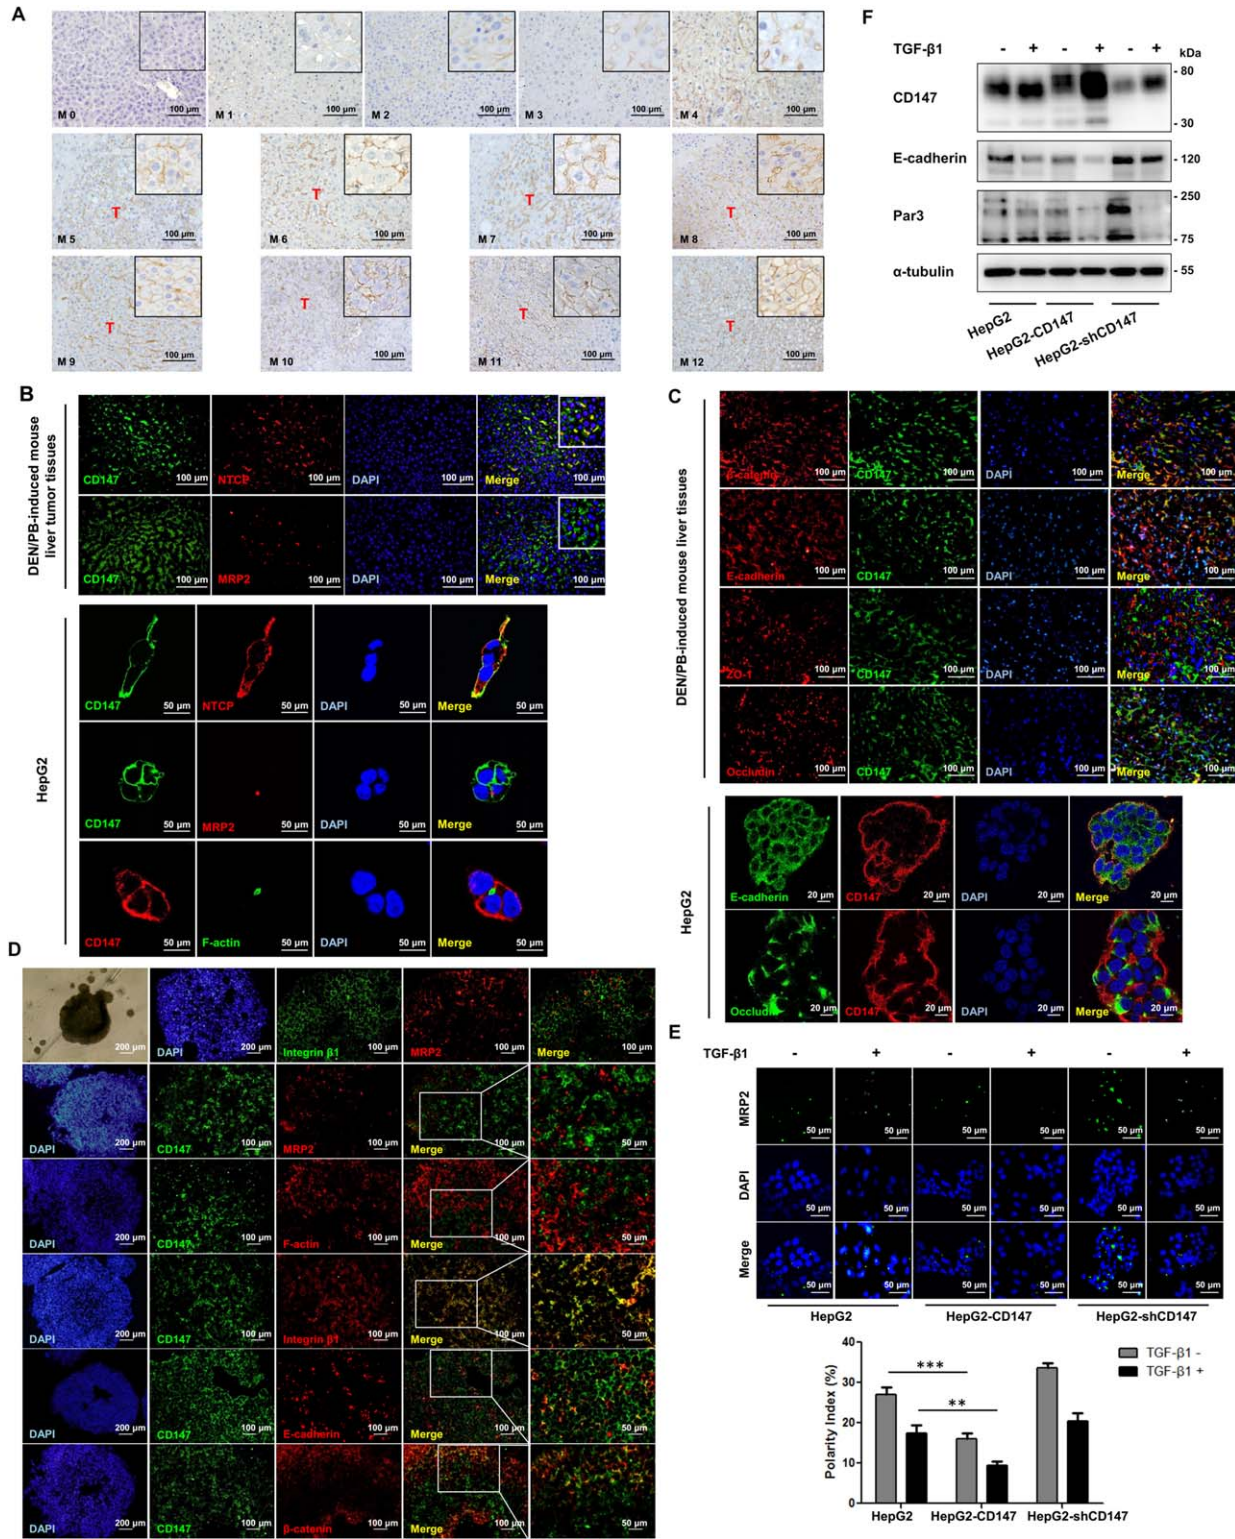 A
100 µm
100 µm
100 µm
100 µm
100 µm
M 0
M 1
M 2
M 3
M 4
T
T
T
T
M 5
100 µm
M 6
100 µm
M 7
100 µm
M 8
100 µm
T
T
T
T
M 9
100 µm
M 10
100 µm
M 11
100 µm
M 12
100 µm
F
TGF-β1 - + - + - + kDa
CD147
- 80
- 30
E-cadherin
- 120
Par3
- 250
- 75
α-tubulin
- 55
HepG2
HepG2-CD147
HepG2-shCD147
B
DEN/PB-induced mouse
liver tumor tissues
CD147 100 µm NTCP 100 µm DAPI 100 µm Merge 100 µm
CD147 100 µm MRP2 100 µm DAPI 100 µm Merge 100 µm
HepG2
CD147 50 µm NTCP 50 µm DAPI 50 µm Merge 50 µm
CD147 50 µm MRP2 50 µm DAPI 50 µm Merge 50 µm
CD147 50 µm F-actin 50 µm DAPI 50 µm Merge 50 µm
C
DEN/PB-induced mouse liver tissues
β-catenin 100 µm CD147 100 µm DAPI 100 µm Merge 100 µm
E-cadherin 100 µm CD147 100 µm DAPI 100 µm Merge 100 µm
ZO-1 100 µm CD147 100 µm DAPI 100 µm Merge 100 µm
Occludin 100 µm CD147 100 µm DAPI 100 µm Merge 100 µm
HepG2
E-cadherin 20 µm CD147 20 µm DAPI 20 µm Merge 20 µm
Occludin 20 µm CD147 20 µm DAPI 20 µm Merge 20 µm
D
200 µm DAPI 200 µm Integrin β1 100 µm MRP2 100 µm Merge 100 µm
DAPI 200 µm CD147 100 µm MRP2 100 µm Merge 100 µm 50 µm
DAPI 200 µm CD147 100 µm F-actin 100 µm Merge 100 µm 50 µm
DAPI 200 µm CD147 100 µm Integrin β1 100 µm Merge 100 µm 50 µm
DAPI 200 µm CD147 100 µm E-cadherin 100 µm Merge 100 µm 50 µm
DAPI 200 µm CD147 100 µm β-catenin 100 µm Merge 100 µm 50 µm
E
TGF-β1 - + - + - +
MRP2
50 µm 50 µm 50 µm 50 µm 50 µm 50 µm
DAPI
50 µm 50 µm 50 µm 50 µm 50 µm 50 µm
Merge
50 µm 50 µm 50 µm 50 µm 50 µm 50 µm
HepG2 HepG2-CD147 HepG2-shCD147
Polarity Index (%)
40
30
20
10
0
***
**
TGF-β1 -
TGF-β1 +
HepG2 HepG2-CD147 HepG2-shCD147